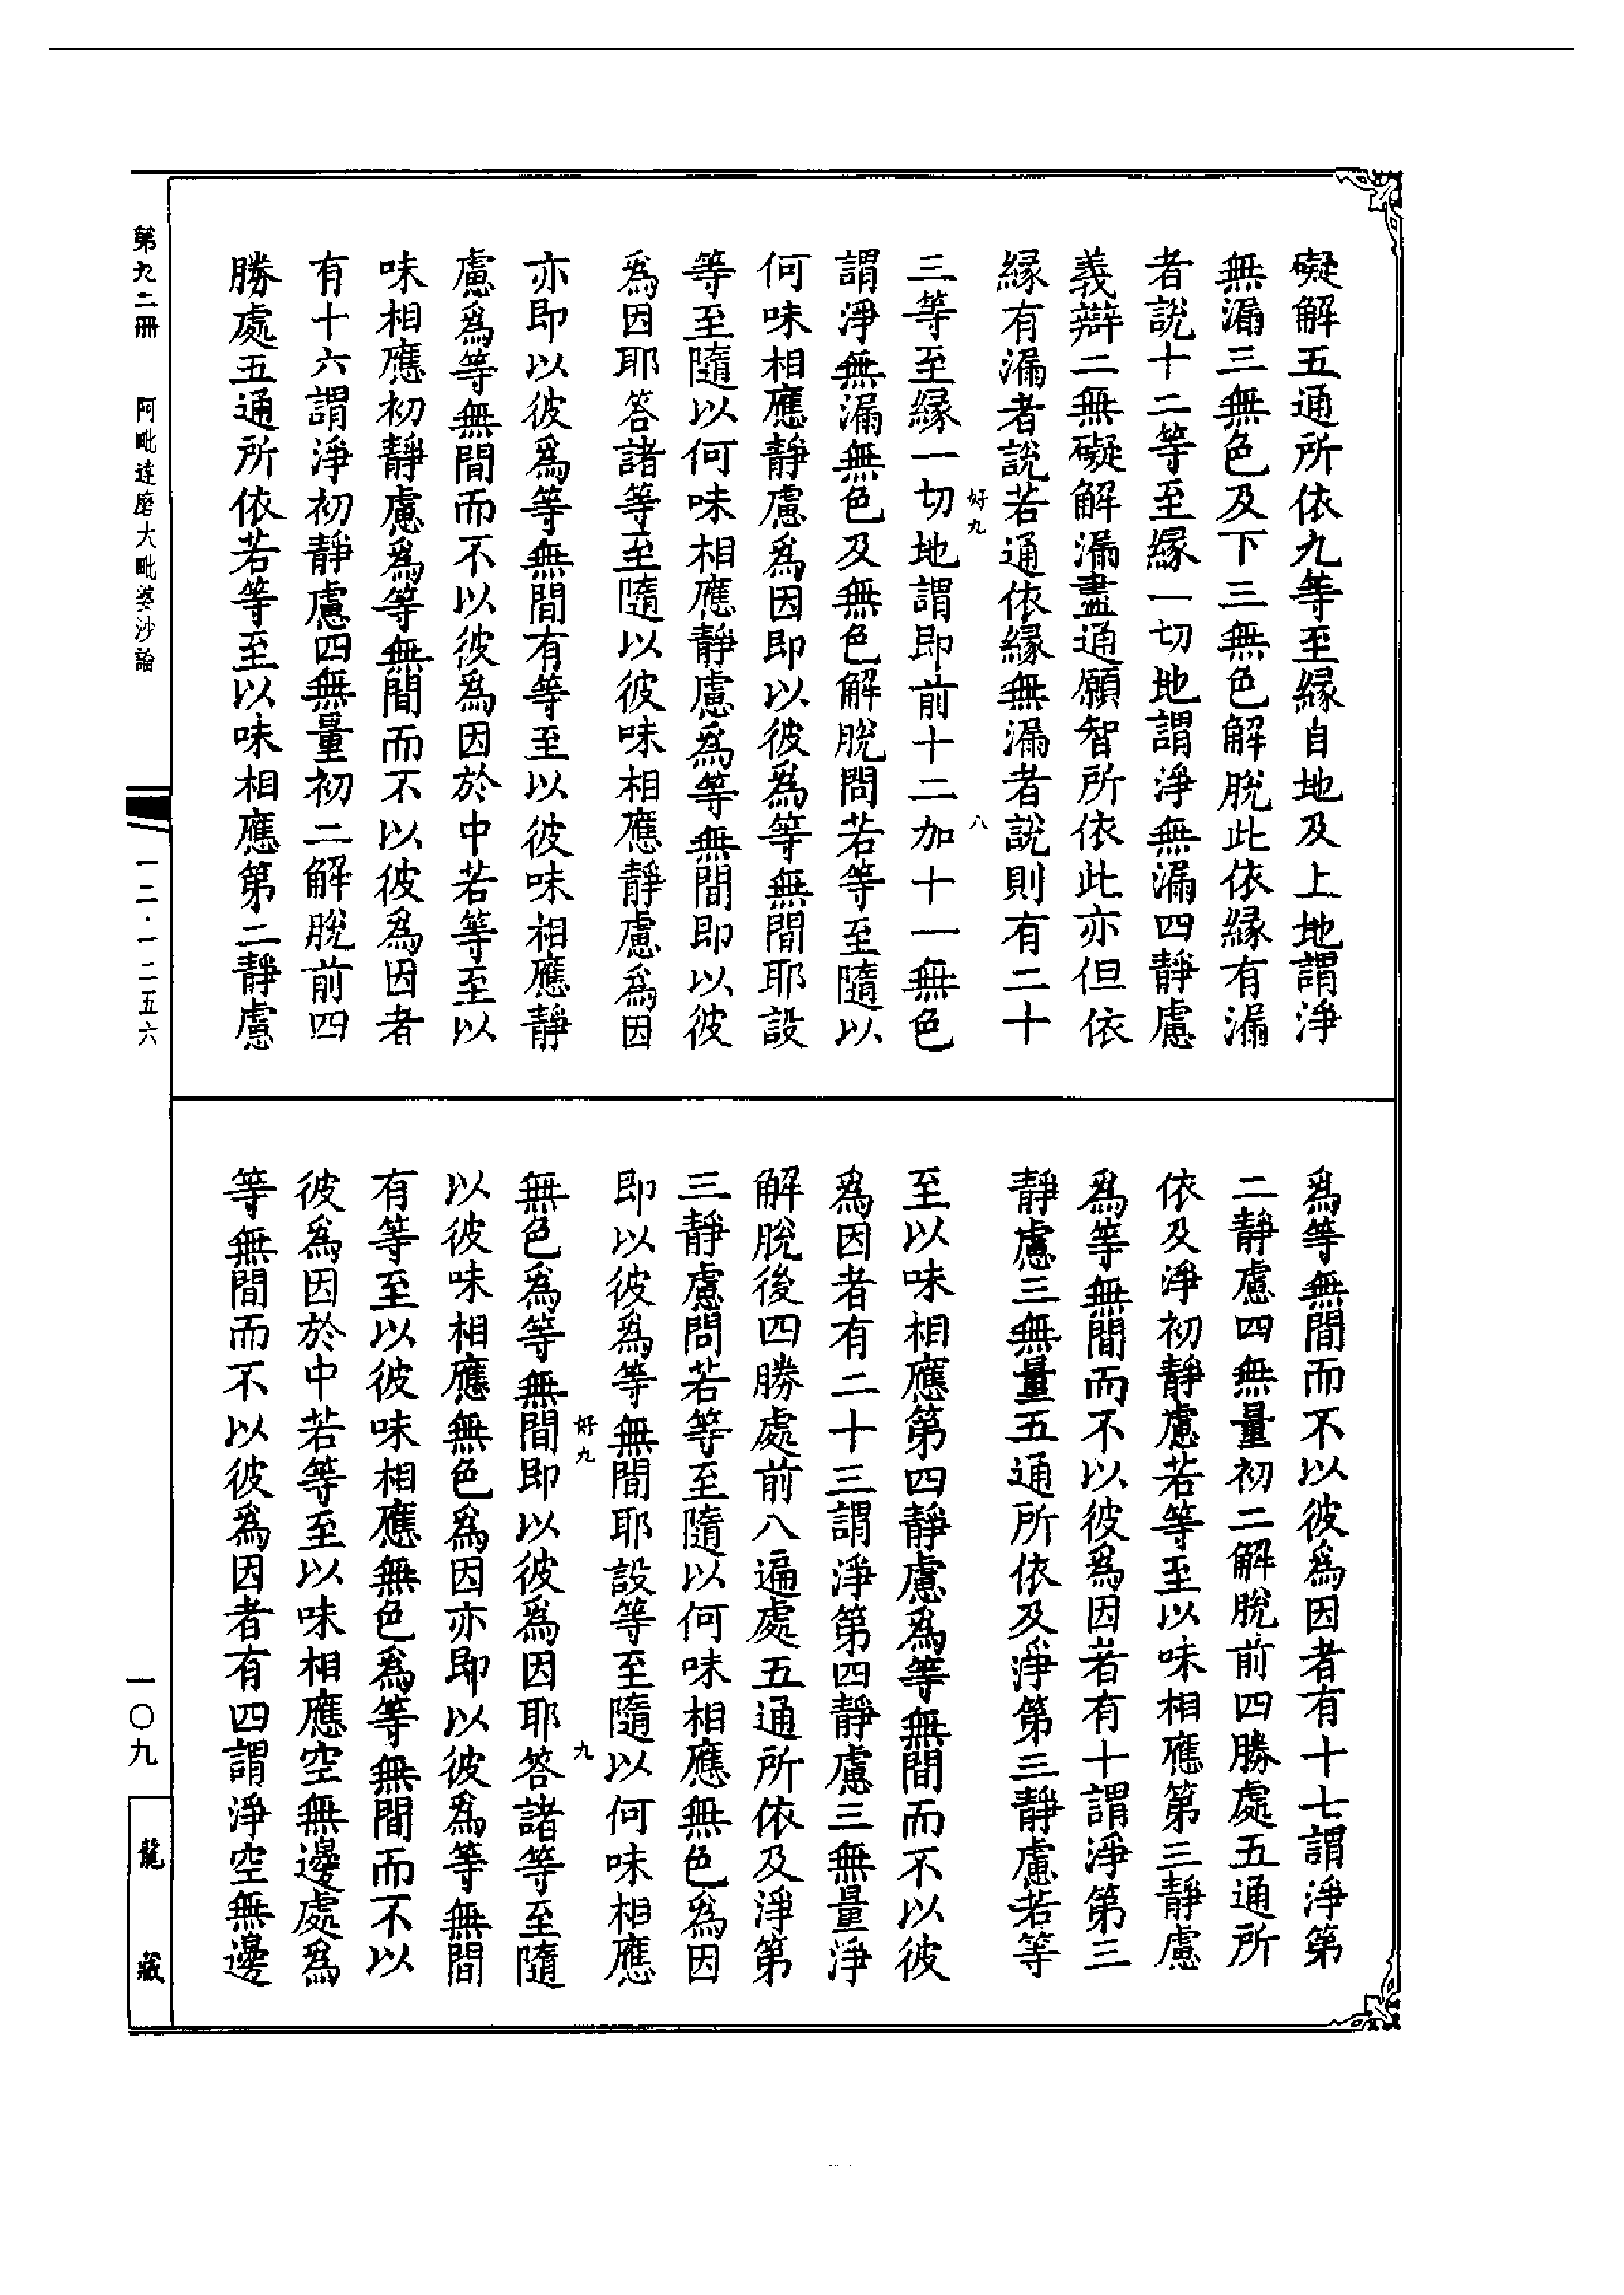 礙解五通所依九等至緣自地及上地謂淨
無漏三無色及下三無色解脫此依緣有漏
者說十二等至緣一切地謂淨無漏四靜慮
義辯二無礙解漏盡通願智所依此亦但依
緣有漏者說若通依緣無漏者說則有二十
好九
八
三等至緣一切地謂即前十二加十一無色
謂淨無漏無色及無色解脫問若等至隨以
何味相應靜慮爲因即以彼爲等無間耶設
等至隨以何味相應靜慮爲等無間即以彼
爲因耶答諸等至隨以彼味相應靜慮爲因
亦即以彼爲等無間有等至以彼味相應靜
慮爲等無間而不以彼爲因於中若等至以
味相應初靜慮爲等無間而不以彼爲因者
有十六謂淨初靜慮四無量初二解脫前四
勝處五通所依若等至以味相應第二靜慮
爲等無間而不以彼爲因者有十七謂淨第
二靜慮四無量初二解脫前四勝處五通所
依及淨初靜慮若等至以味相應第三靜慮
爲等無間而不以彼爲因者有十謂淨第三
靜慮三無量五通所依及淨第三靜慮若等
至以味相應第四靜慮爲等無間而不以彼
爲因者有二十三謂淨第四靜慮三無量淨
解脫後四勝處前八遍處五通所依及淨第
三靜慮問若等至隨以何味相應無色爲因
即以彼爲等無間耶設等至隨以何味相應
好九
九
無色爲等無間即以彼爲因耶答諸等至隨
以彼味相應無色爲因亦即以彼爲等無間
有等至以彼味相應無色爲等無間而不以
彼爲因於中若等至以味相應空無邊處爲
等無間而不以彼爲因者有四謂淨空無邊
第九二冊
阿毗達磨大毗婆沙論
一二·一二五六
一〇九
龍藏